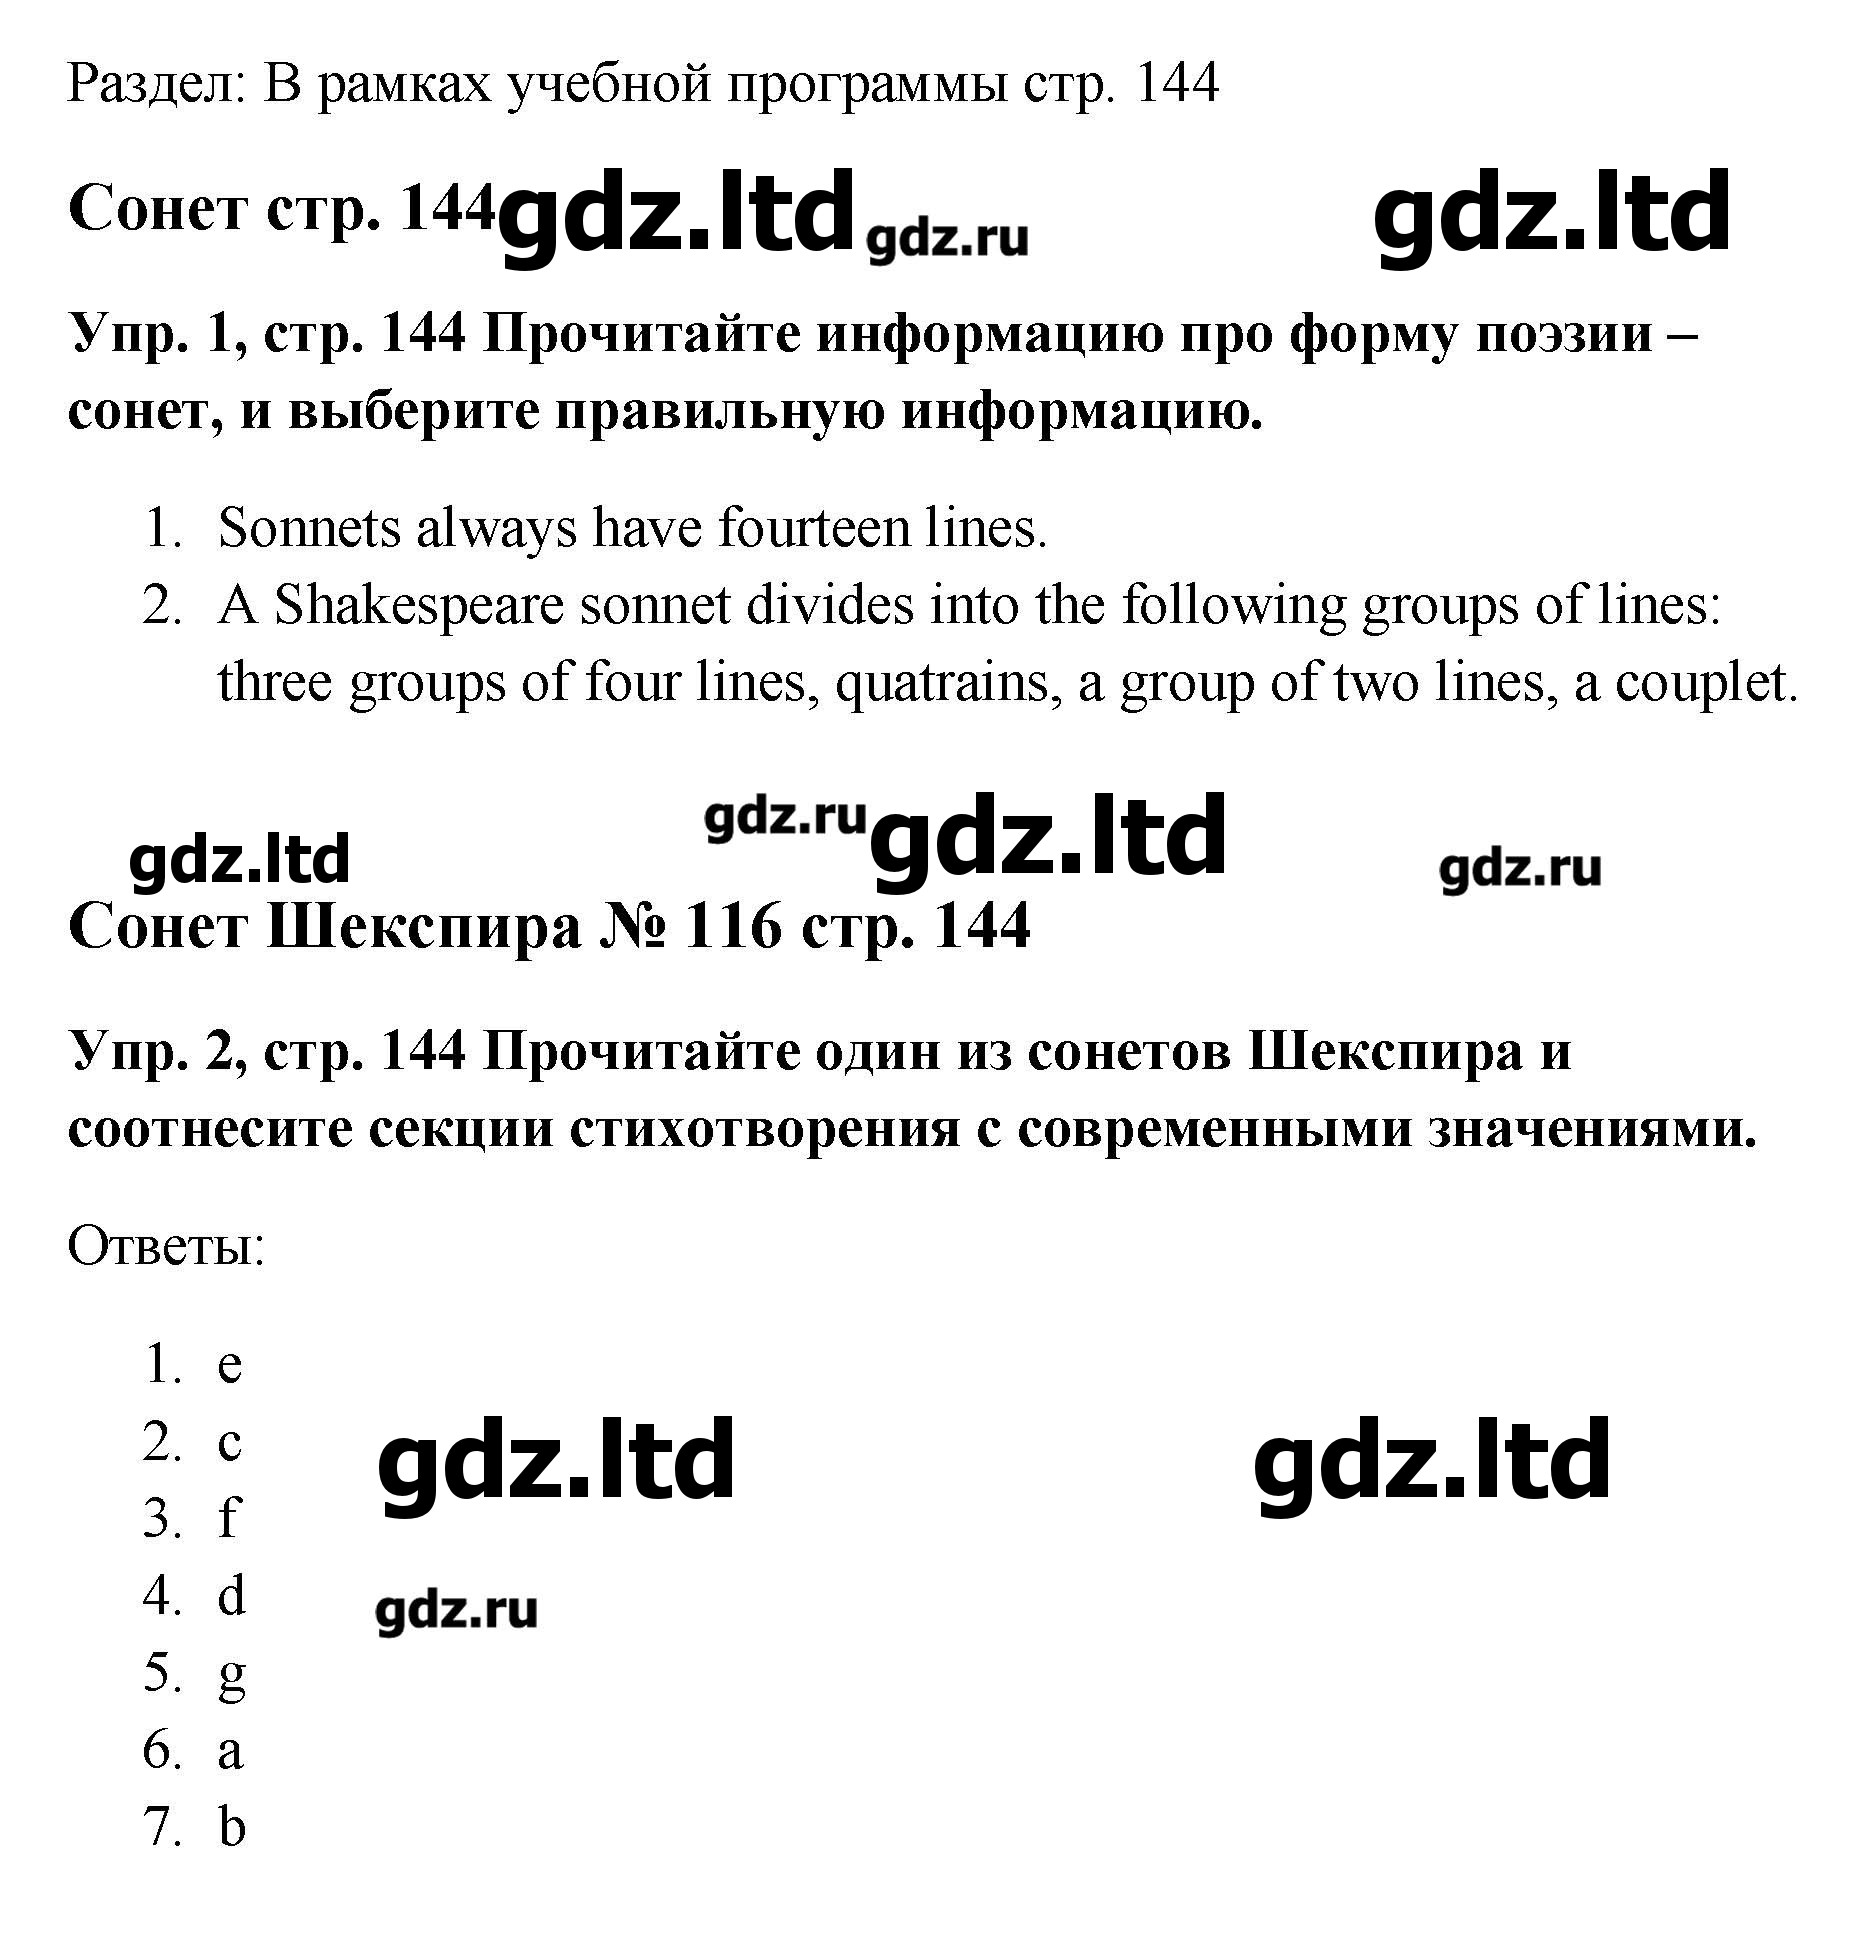 Раздел: В рамках учебной программы стр. 144
Сонет стр. 144 gdz.ltd gdz.ru gdz.ltd
Упр. 1, стр. 144 Прочитайте информацию про форму поэзии –
сонет, и выберите правильную информацию.
1. Sonnets always have fourteen lines.
2. A Shakespeare sonnet divides into the following groups of lines:
three groups of four lines, quatrains, a group of two lines, a couplet.
gdz.ltd gdz.ru gdz.ltd gdz.ru
Сонет Шекспира № 116 стр. 144
Упр. 2, стр. 144 Прочитайте один из сонетов Шекспира и
соотнесите секции стихотворения с современными значениями.
Ответы:
1. e
2. c
gdz.ltd gdz.ltd
3. f
4. d
gdz.ru
5. g
6. a
7. b